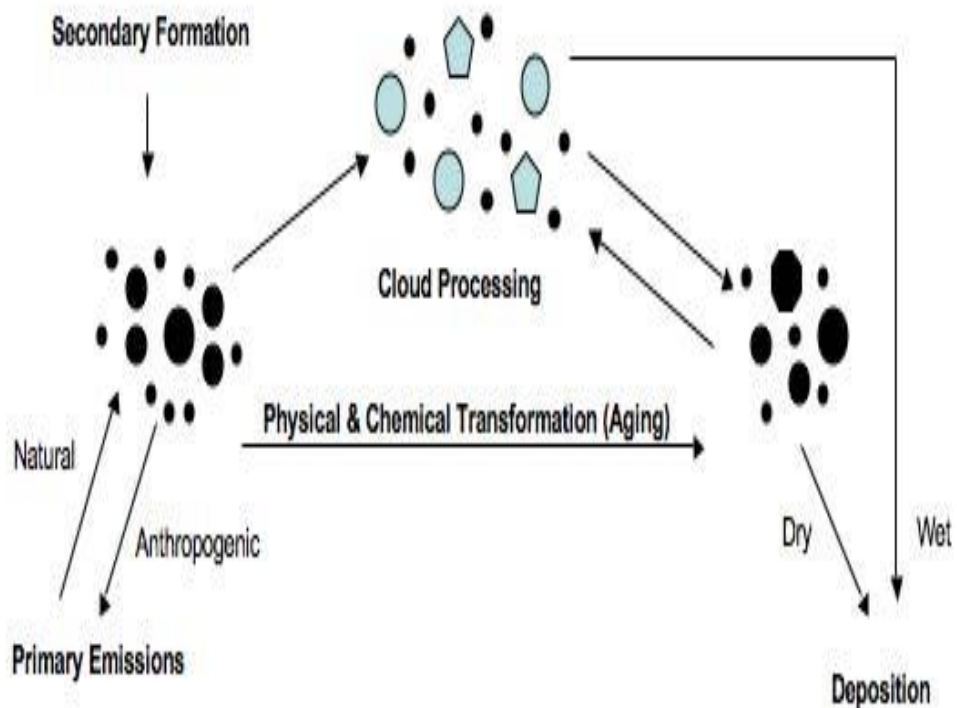 Secondary Formation
Cloud Processing
Physical & Chemical Transformation (Aging)
Natural
Anthropogenic
Dry
Wet
Primary Emissions
Deposition